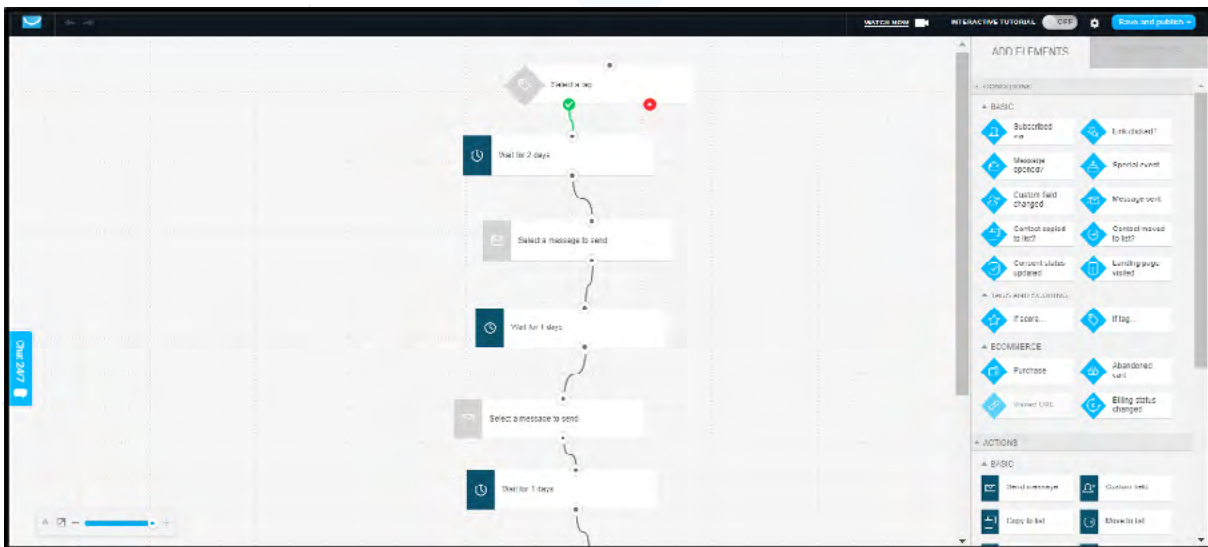 WATCH NOW
INTERACTIVE TUTORIAL
OFF
Save and publish
ADD ELEMENTS
Select a tag
Wait for 2 days
Select a message to send
Wait for 1 days
Select a message to send
Wait for 1 days
Chat 24/7
CONDITIONS
BASIC
Subscribed via
Link clicked?
Message opened?
Special event
Custom field changed
Message sent
Contact copied to list?
Contact moved to list?
Consent status updated
Landing page visited
TAGS AND SCORING
If score...
If tag...
ECOMMERCE
Purchase
Abandoned cart
Visited URL
Billing status changed
ACTIONS
BASIC
Send message
Custom field
Copy to list
Move to list